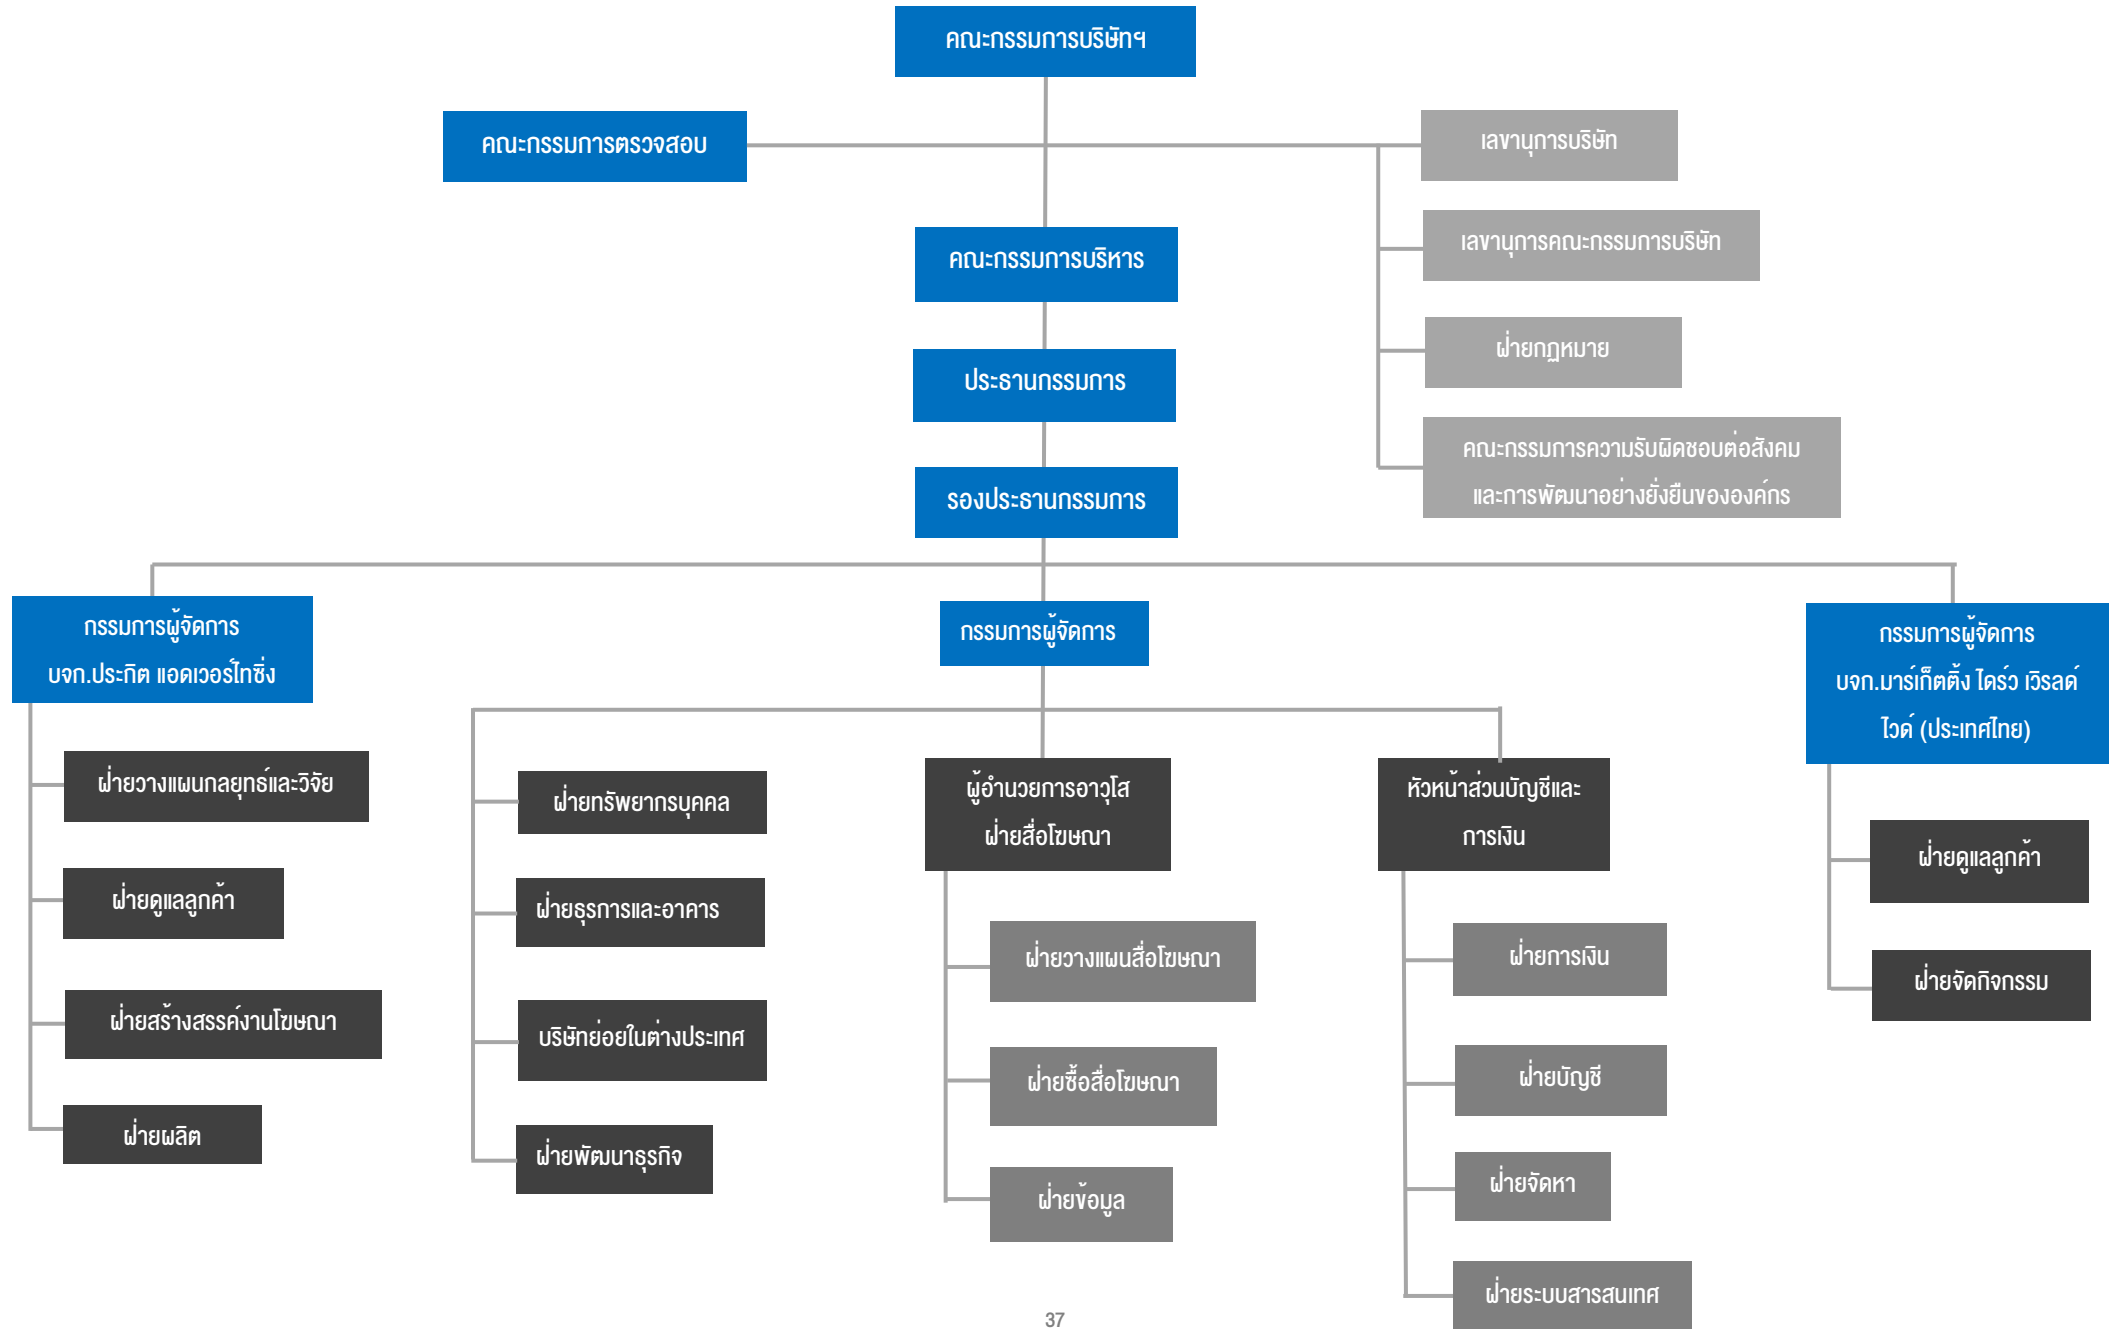 คณะกรรมการบริษัทฯ
คณะกรรมการตรวจสอบ
เลขานุการบริษัท
เลขานุการคณะกรรมการบริษัท
คณะกรรมการบริหาร
ฝ่ายกฎหมาย
ประธานกรรมการ
คณะกรรมการความรับผิดชอบต่อสังคม
และการพัฒนาอย่างยั่งยืนขององค์กร
รองประธานกรรมการ
กรรมการผู้จัดการ
บจก.ประกิต แอดเวอร์ไทซิ่ง
ฝ่ายวางแผนกลยุทธ์และวิจัย
ฝ่ายดูแลลูกค้า
ฝ่ายสร้างสรรค์งานโฆษณา
ฝ่ายผลิต
กรรมการผู้จัดการ
ฝ่ายทรัพยากรบุคคล
ฝ่ายธุรการและอาคาร
บริษัทย่อยในต่างประเทศ
ฝ่ายพัฒนาธุรกิจ
ผู้อำนวยการอาวุโส
ฝ่ายสื่อโฆษณา
ฝ่ายวางแผนสื่อโฆษณา
ฝ่ายซื้อสื่อโฆษณา
ฝ่ายข้อมูล
หัวหน้าส่วนบัญชีและ
การเงิน
ฝ่ายการเงิน
ฝ่ายบัญชี
ฝ่ายจัดหา
ฝ่ายระบบสารสนเทศ
กรรมการผู้จัดการ
บจก.มาร์เก็ตติ้ง ไดร์ว เวิรลด์
ไวด์ (ประเทศไทย)
ฝ่ายดูแลลูกค้า
ฝ่ายจัดกิจกรรม
37